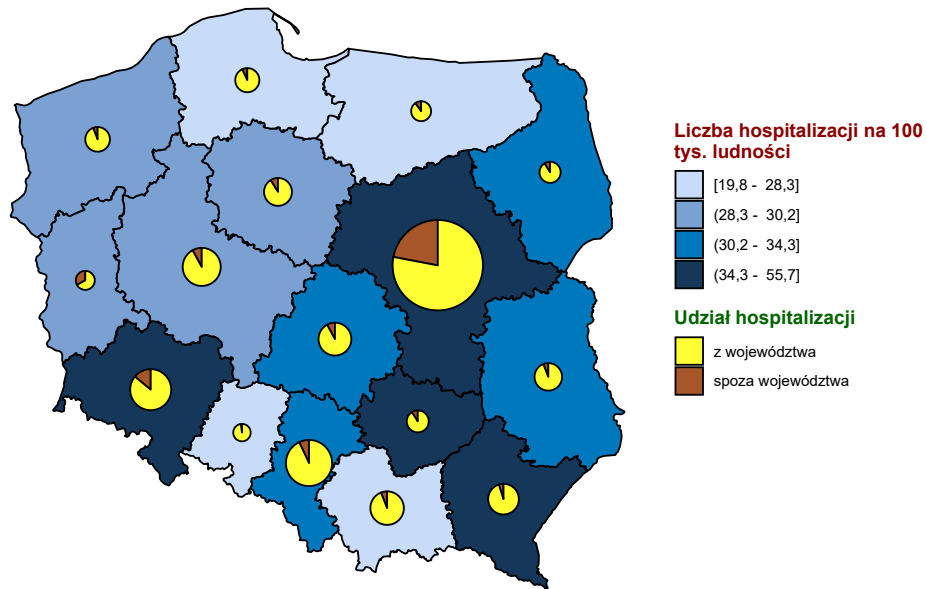 Liczba hospitalizacji na 100
tys. ludności
[19,8 - 28,3]
(28,3 - 30,2]
(30,2 - 34,3]
(34,3 - 55,7]
Udział hospitalizacji
z województwa
spoza województwa